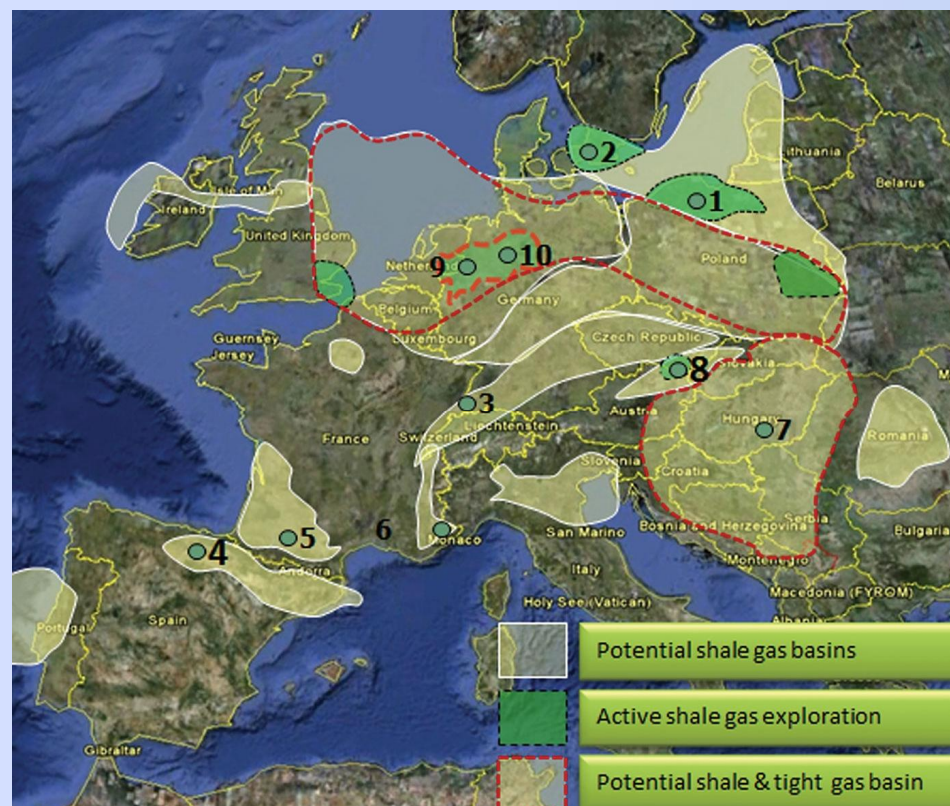 2
Lithuania
Belarus
Isle of Man
Ireland
1
United Kingdom
Poland
9
10
Netherl
Germany
Belgium
Guernsey
Jersey
Luxembourg
Czech Republic
8
Slovakia
3
Austria
Liechtenstein
Hungary
7
France
Switzerland
Romania
Slovenia
Croatia
6
5
4
Monaco
San Marino
Bosnia and Herzegovina
Serbia
Bulgaria
Andorra
Italy
Montenegro
Macedonia (FYROM)
Holy See (Vatican)
Spain
Portugal
Albania
Potential shale gas basins
Active shale gas exploration
Gibraltar
Potential shale & tight gas basin